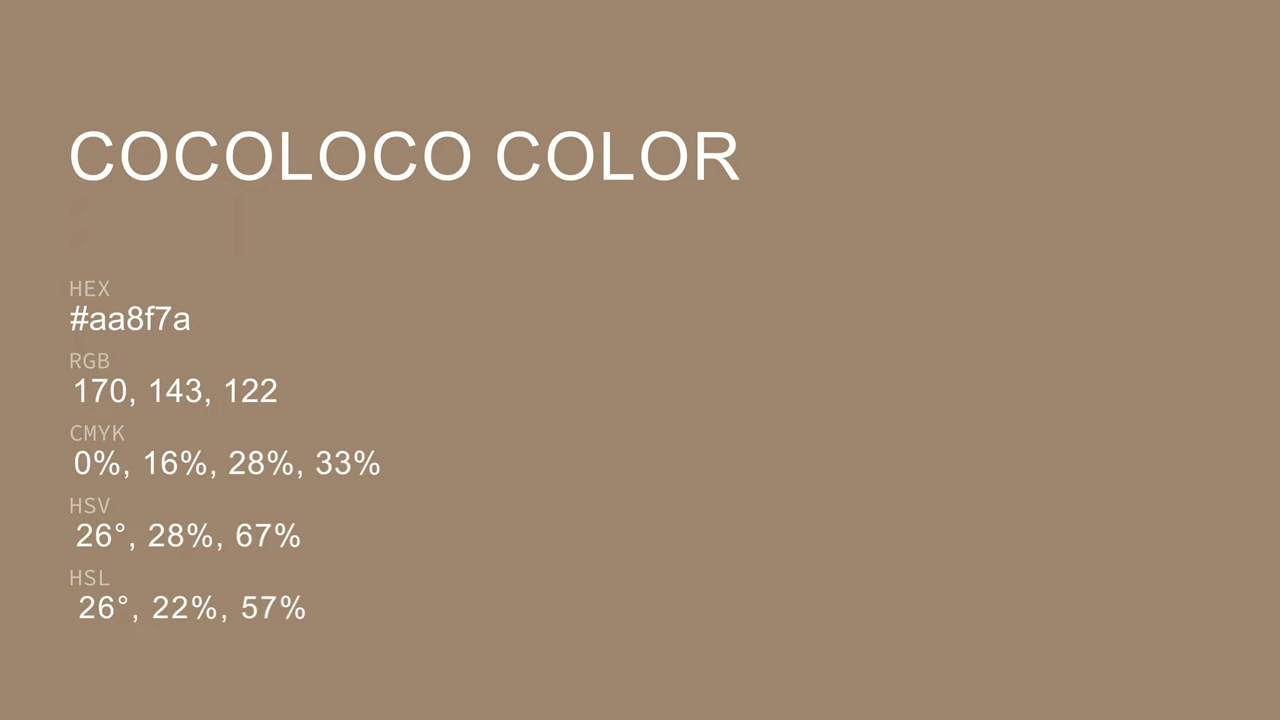 COCOLOCO COLOR
HEX
#aa8f7a
RGB
170, 143, 122
CMYK
0%, 16%, 28%, 33%
HSV
26°, 28%, 67%
HSL
26°, 22%, 57%